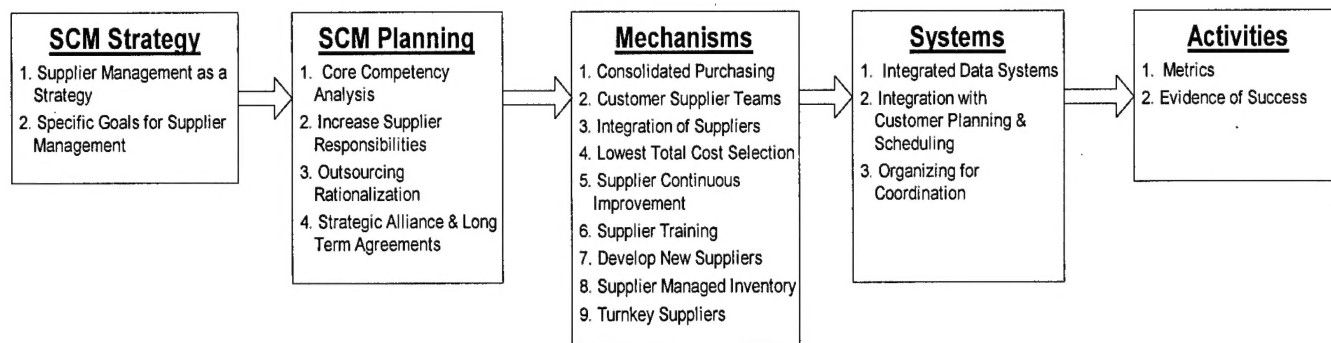 SCM Strategy
1. Supplier Management as a
Strategy
2. Specific Goals for Supplier
Management
SCM Planning
1. Core Competency
Analysis
2. Increase Supplier
Responsibilities
3. Outsourcing
Rationalization
4. Strategic Alliance & Long
Term Agreements
Mechanisms
1. Consolidated Purchasing
2. Customer Supplier Teams
3. Integration of Suppliers
4. Lowest Total Cost Selection
5. Supplier Continuous
Improvement
6. Supplier Training
7. Develop New Suppliers
8. Supplier Managed Inventory
9. Turnkey Suppliers
Systems
1. Integrated Data Systems
2. Integration with
Customer Planning &
Scheduling
3. Organizing for
Coordination
Activities
1. Metrics
2. Evidence of Success